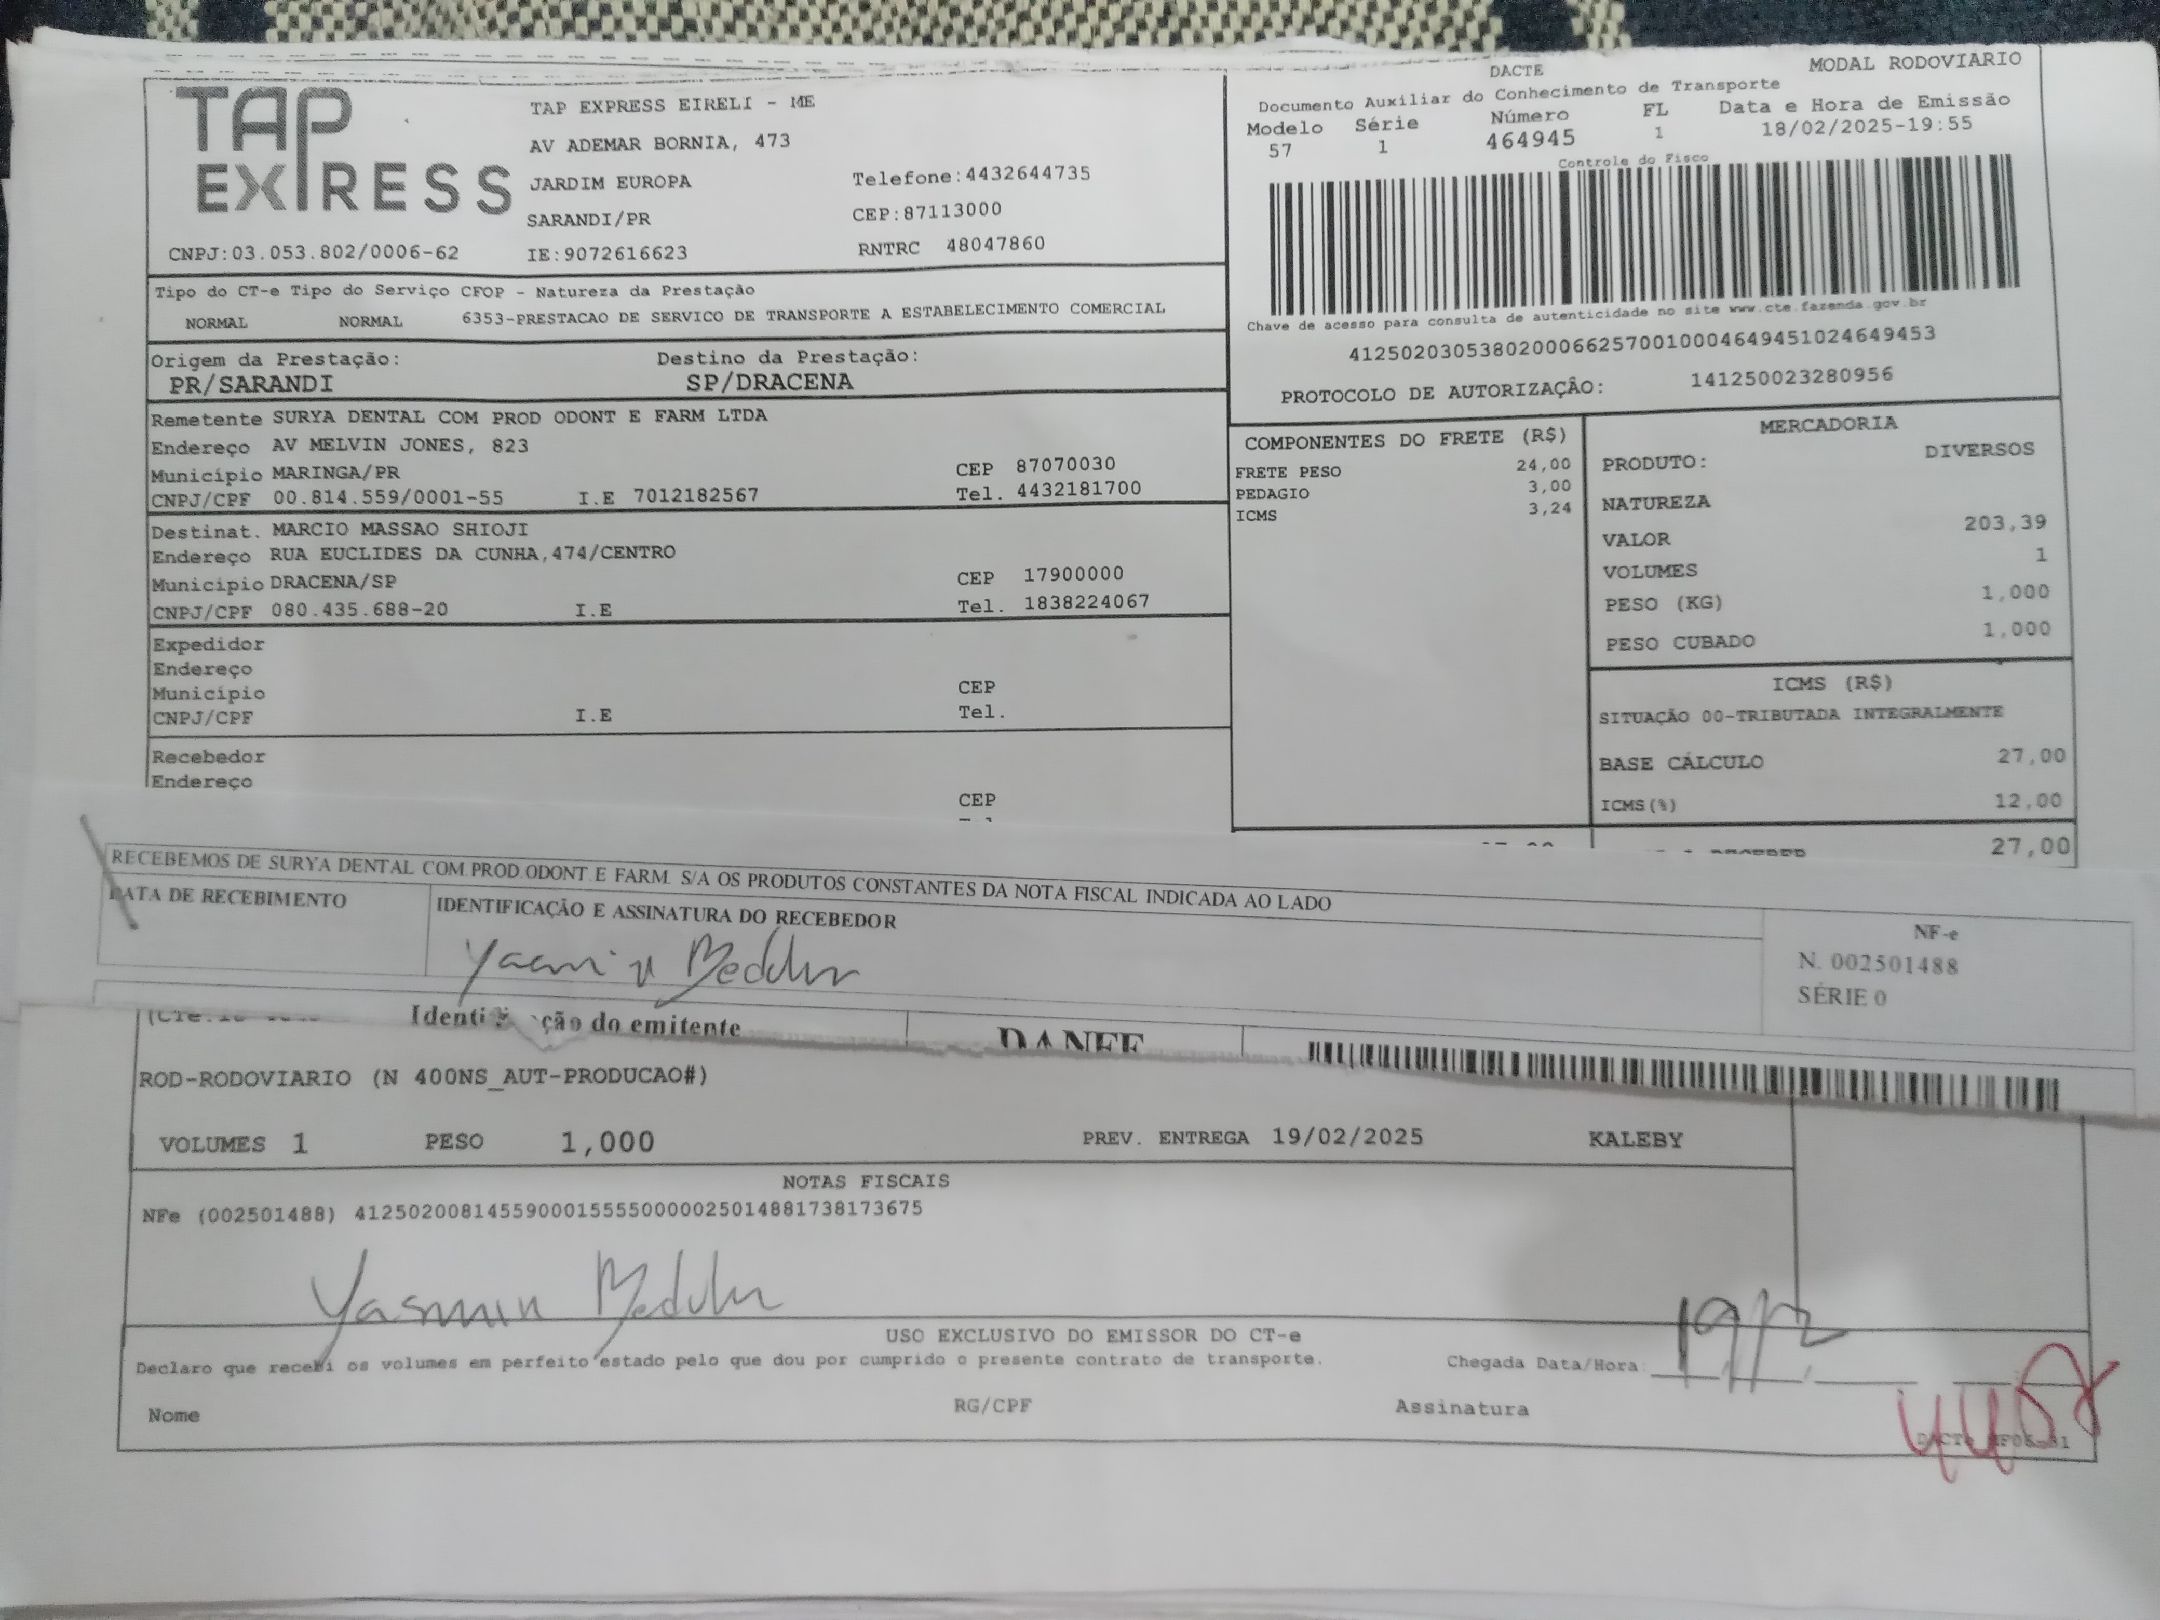 TAP EXPRESS
TAP EXPRESS EIRELI - ME
AV ADEMAR BORNIA, 473
JARDIM EUROPA Telefone:4432644735
SARANDI/PR CEP:87113000
CNPJ:03.053.802/0006-62 IE:9072616623 RNTRC 48047860
DACTE MODAL RODOVIARIO
Documento Auxiliar do Conhecimento de Transporte
Modelo Série Número FL Data e Hora de Emissão
57 1 464945 1 18/02/2025-19:55
Controle do Fisco
Chave de acesso para consulta de autenticidade no site www.cte.fazenda.gov.br
41250203053802000662570010004649451024649453
PROTOCOLO DE AUTORIZAÇÂO: 141250023280956
Tipo do CT-e Tipo do Serviço CFOP - Natureza da Prestação
NORMAL NORMAL 6353-PRESTACAO DE SERVICO DE TRANSPORTE A ESTABELECIMENTO COMERCIAL
Origem da Prestação: Destino da Prestação:
PR/SARANDI SP/DRACENA
Remetente SURYA DENTAL COM PROD ODONT E FARM LTDA
Endereço AV MELVIN JONES, 823
Município MARINGA/PR CEP 87070030
CNPJ/CPF 00.814.559/0001-55 I.E 7012182567 Tel. 4432181700
Destinat. MARCIO MASSAO SHIOJI
Endereço RUA EUCLIDES DA CUNHA,474/CENTRO
Município DRACENA/SP CEP 17900000
CNPJ/CPF 080.435.688-20 I.E Tel. 1838224067
Expedidor
Endereço
Município CEP
CNPJ/CPF I.E Tel.
Recebedor
Endereço
CEP
COMPONENTES DO FRETE (R$)
FRETE PESO 24,00
PEDAGIO 3,00
ICMS 3,24
MERCADORIA
PRODUTO: DIVERSOS
NATUREZA
VALOR 203,39
VOLUMES 1
PESO (KG) 1,000
PESO CUBADO 1,000
ICMS (R$)
SITUAÇÃO 00-TRIBUTADA INTEGRALMENTE
BASE CÁLCULO 27,00
ICMS(%) 12,00
27,00
RECEBEMOS DE SURYA DENTAL COM PROD ODONT E FARM S/A OS PRODUTOS CONSTANTES DA NOTA FISCAL INDICADA AO LADO
DATA DE RECEBIMENTO IDENTIFICAÇÃO E ASSINATURA DO RECEBEDOR
NF-e
N. 002501488
SÉRIE 0
Yasmin
Identificação do emitente DANFE
ROD-RODOVIARIO (N 400NS_AUT-PRODUCAO#)
VOLUMES 1 PESO 1,000 PREV. ENTREGA 19/02/2025 KALEBY
NOTAS FISCAIS
NFe (002501488) 41250200814559000155550000025014881738173675
Yasmin
19/2
USO EXCLUSIVO DO EMISSOR DO CT-e
Declaro que recebi os volumes em perfeito estado pelo que dou por cumprido o presente contrato de transporte. Chegada Data/Hora
Nome RG/CPF Assinatura